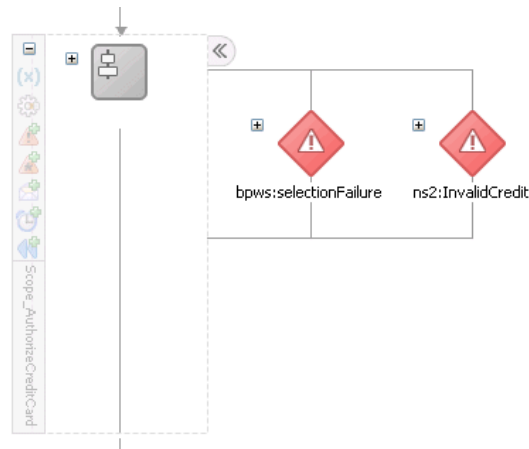 (x)
bpws:selectionFailure
ns2:InvalidCredit
Scope_AuthorizeCreditCard